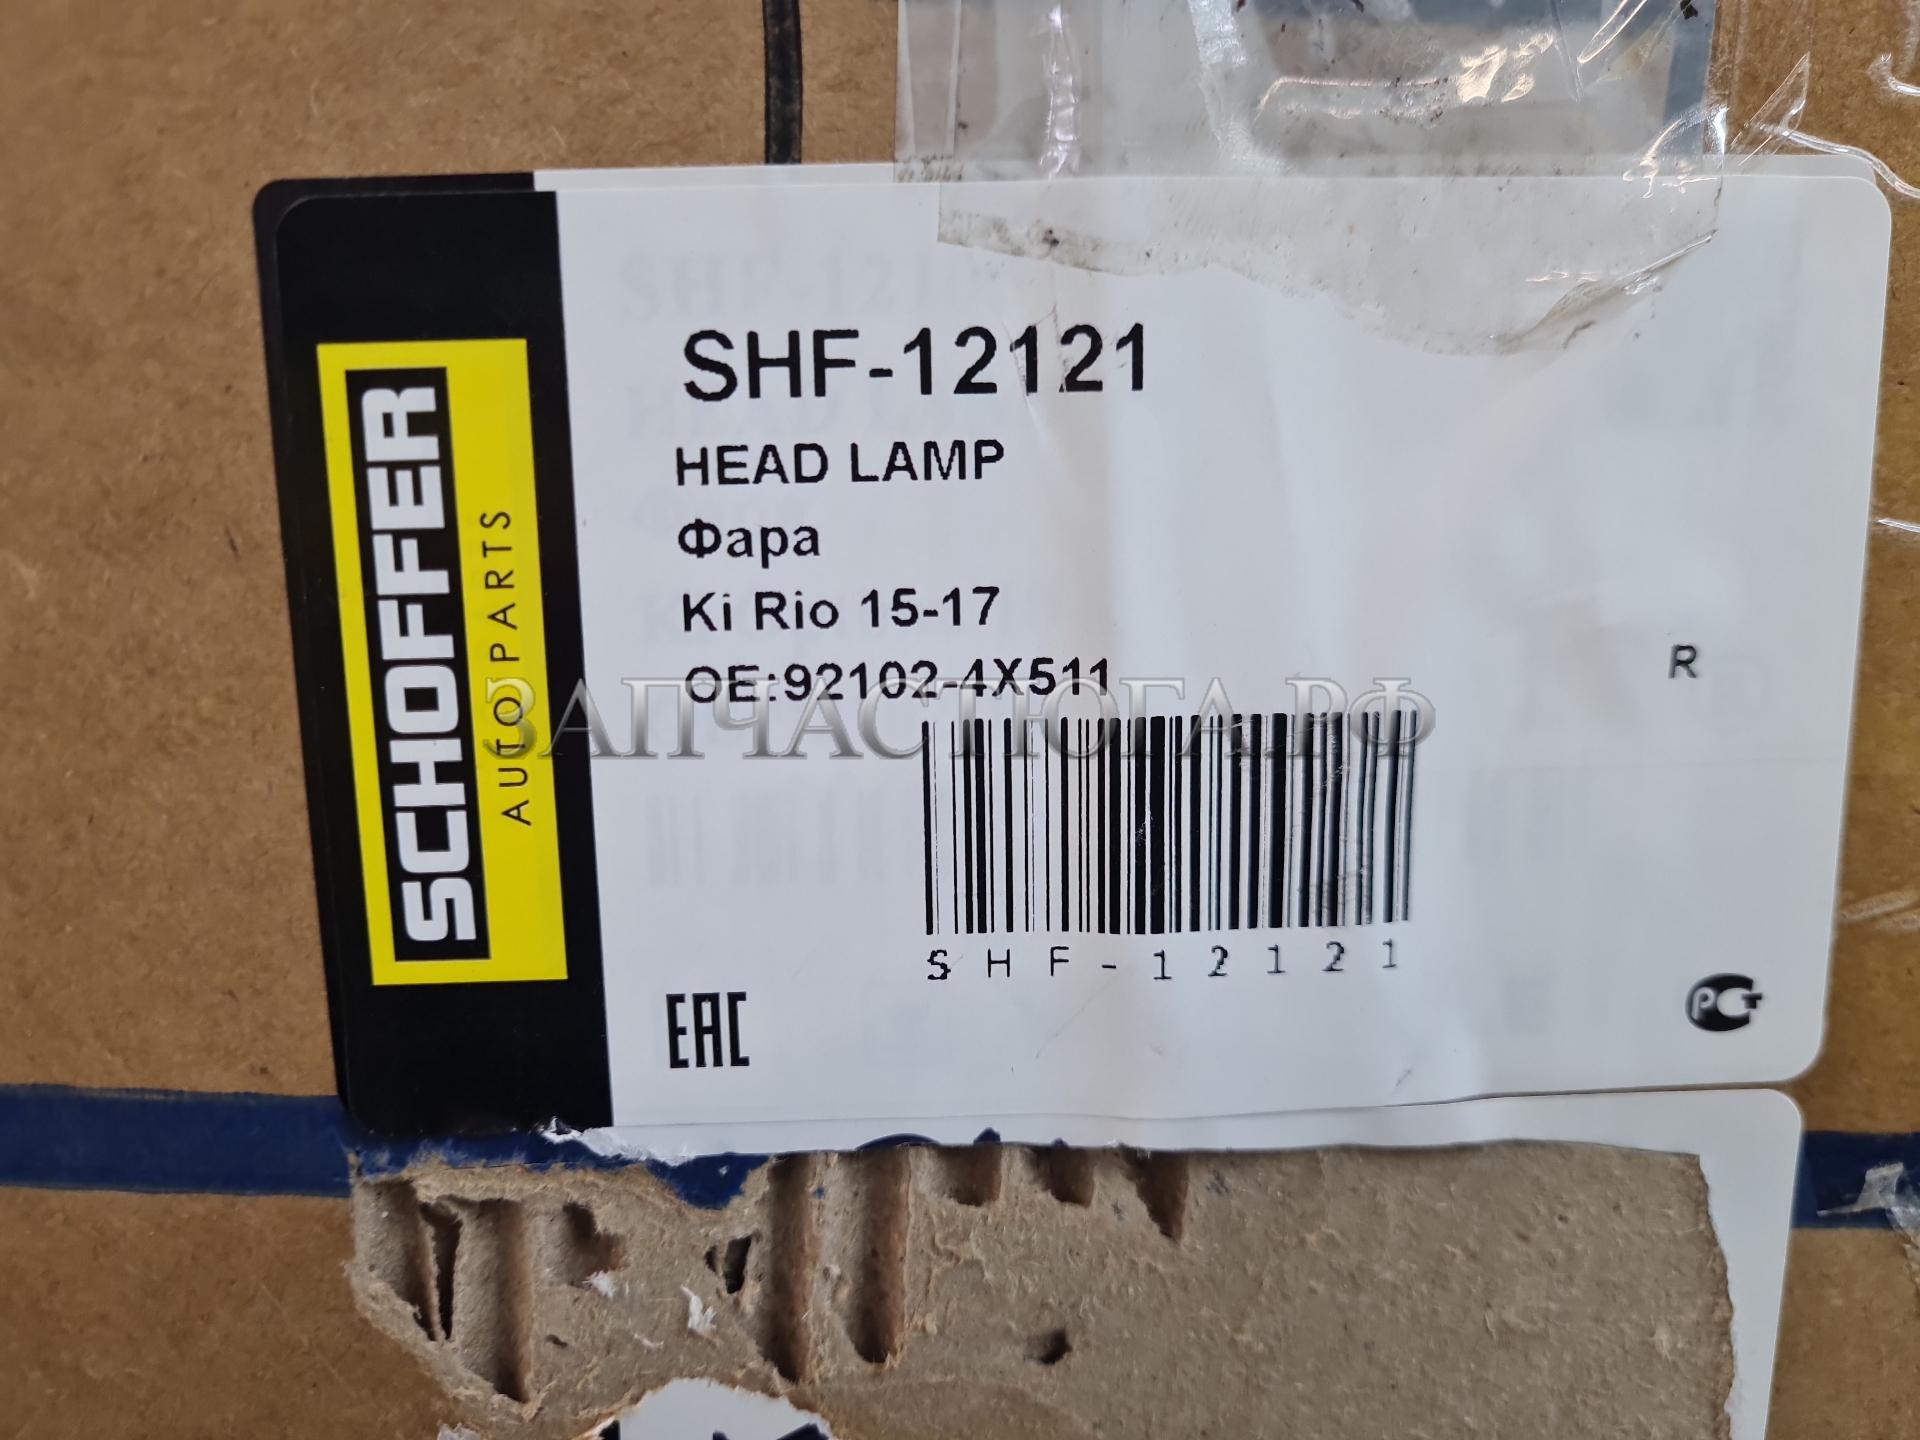 SCHOFFER
AUTOPARTS
SHF-12121
HEAD LAMP
Фара
Ki Rio 15-17
OE:92102-4X511
R
ЗАПЧАСТЮГА.РФ
SHF-12121
EAC
РСТ